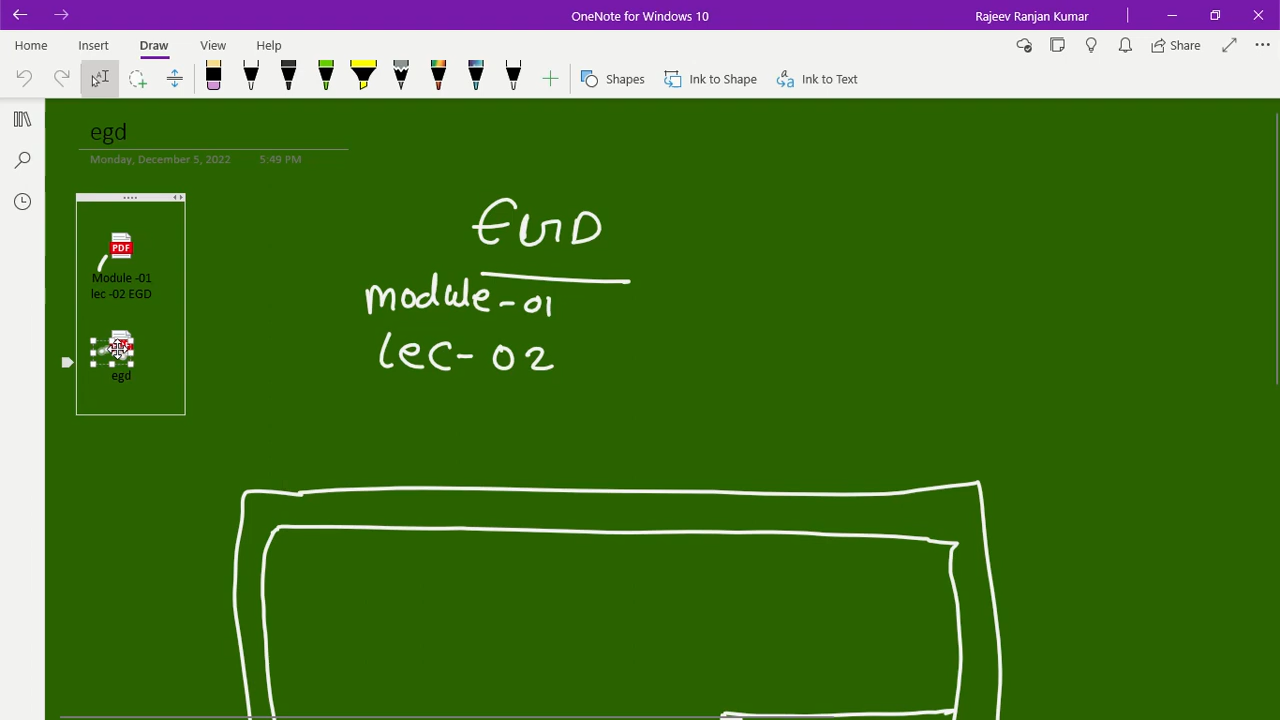 OneNote for Windows 10
Rajeev Ranjan Kumar
Home Insert Draw View Help
Share
Shapes
Ink to Shape
Ink to Text
egd
Monday, December 5, 2022 5:49 PM
PDF
Module -01
lec -02 EGD
egd
EGD
module-01
lec-02